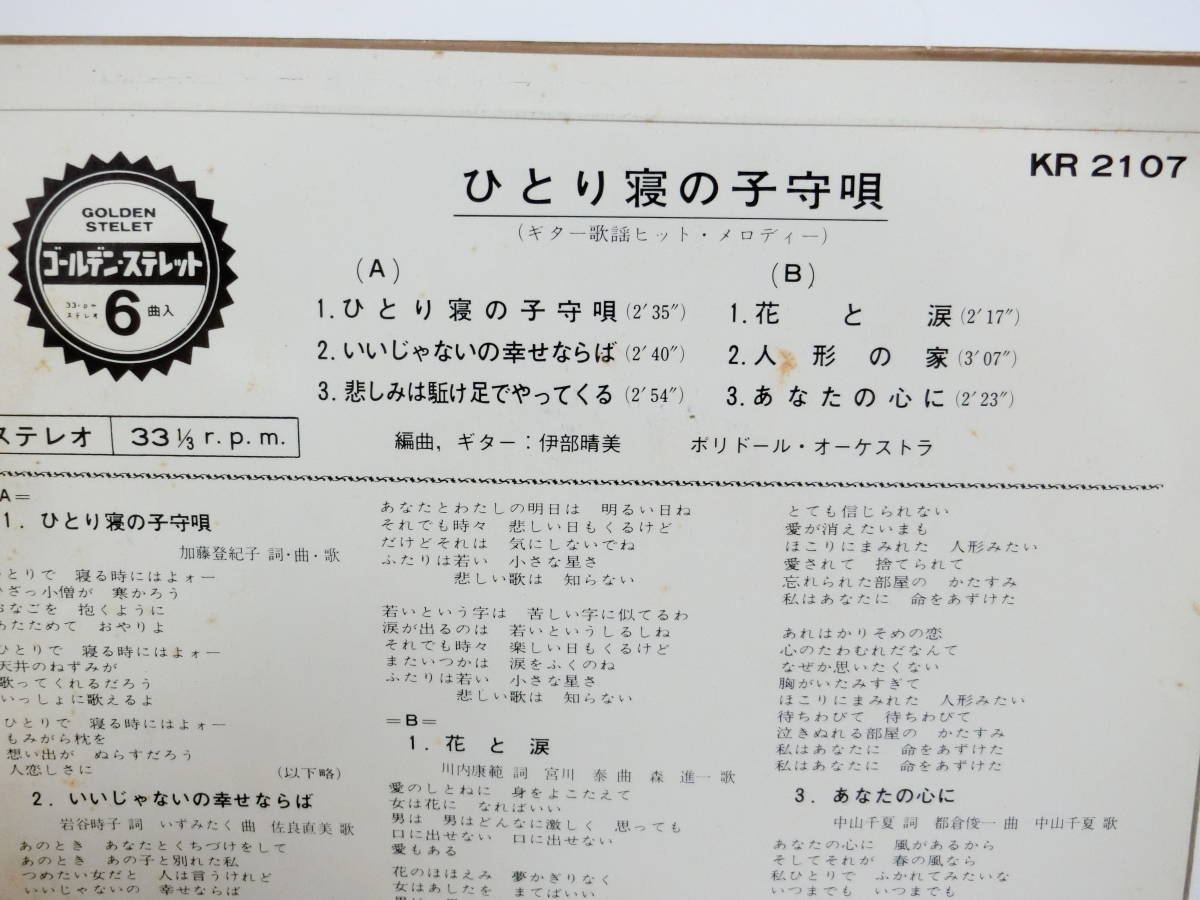 KR 2107
GOLDEN
STELET
ゴールデン・ステレット
33 r.p.m
ステレオ
6
曲入
ひとり寝の子守唄
(ギター歌謡ヒット・メロディー)
(A)
1. ひとり寝の子守唄 (2′35″)
2. いいじゃないの幸せならば (2′40″)
3. 悲しみは駈け足でやってくる (2′54″)
(B)
1. 花と涙 (2′17″)
2. 人形の家 (3′07″)
3. あなたの心に (2′23″)
ステレオ 33⅓ r.p.m.
編曲, ギター : 伊部晴美 ポリドール・オーケストラ
A＝
1. ひとり寝の子守唄
加藤登紀子 詞・曲・歌
とりで 寝る時にはよォー
ざっ小僧が 寒かろう
おなごを 抱くように
あたためて おやりよ
ひとりで 寝る時にはよォー
天井のねずみが
歌ってくれるだろう
いっしょに歌えるよ
ひとりで 寝る時にはよォー
もみがら枕を
想い出が ぬらすだろう
人恋しさに (以下略)
2. いいじゃないの幸せならば
岩谷時子 詞 いずみたく 曲 佐良直美 歌
あのとき あなたとくちづけをして
あのとき あの子と別れた私
つめたい女だと 人は言うけれど
いいじゃないの 幸せならば
あなたとわたしの明日は 明るい日ね
それでも時々 悲しい日もくるけど
だけどそれは 気にしないでね
ふたりは若い 小さな星さ
悲しい歌は 知らない
若いという字は 苦しい字に似てるわ
涙が出るのは 若いというしるしね
それでも時々 楽しい日もくるけど
またいつかは 涙をふくのね
ふたりは若い 小さな星さ
悲しい歌は 知らない
＝B＝
1. 花と涙
川内康範 詞 宮川 泰 曲 森 進一 歌
愛のしとねに 身をよこたえて
女は花に なればいい
男は 男はどんなに激しく 思っても
口に出せない 口に出せない
愛もある
花のほほえみ 夢かぎりなく
女はあしたを まてばいい
とても信じられない
愛が消えたいまも
ほこりにまみれた 人形みたい
愛されて 捨てられて
忘れられた部屋の かたすみ
私はあなたに 命をあずけた
あれはかりそめの恋
心のたわむれだなんて
なぜか思いたくない
胸がいたみすぎて
ほこりにまみれた 人形みたい
待ちわびて 待ちわびて
泣きぬれる部屋の かたすみ
私はあなたに 命をあずけた
私はあなたに 命をあずけた
3. あなたの心に
中山千夏 詞 都倉俊一 曲 中山千夏 歌
あなたの心に 風があるから
そしてそれが 春の風なら
私ひとりで ふかれてみたいな
いつまでも いつまでも